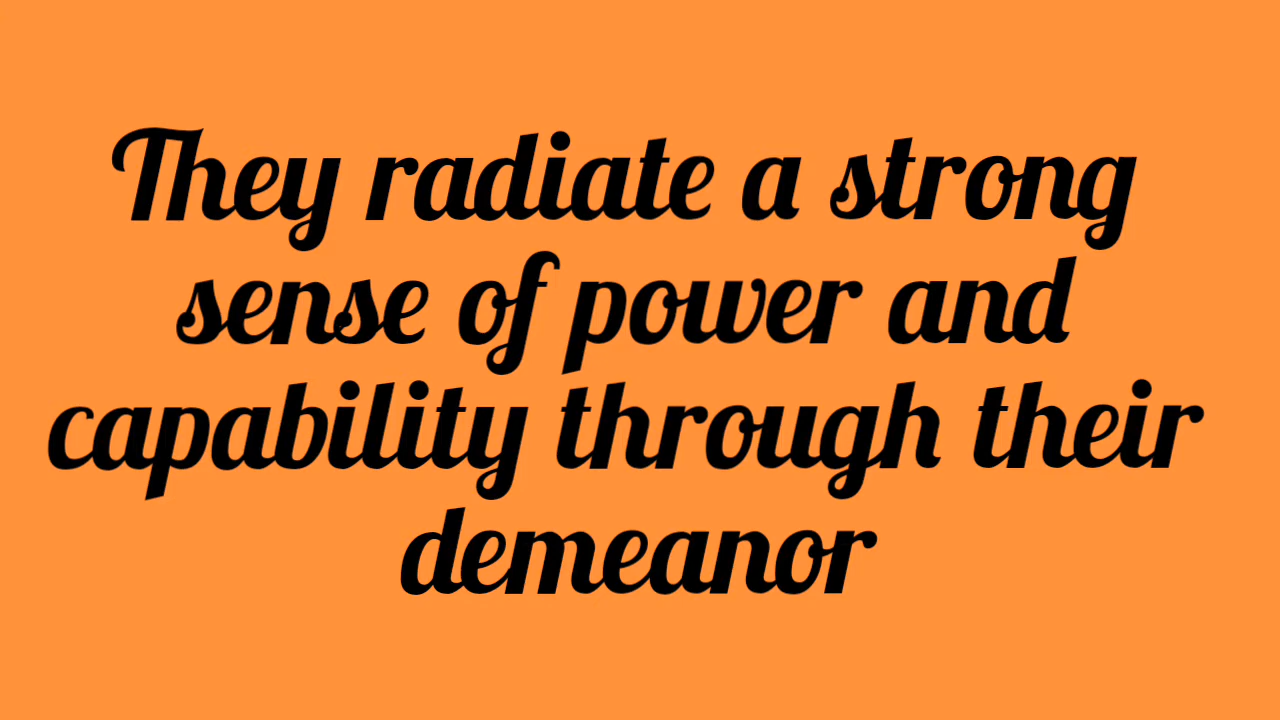 They radiate a strong
sense of power and
capability through their
demeanor